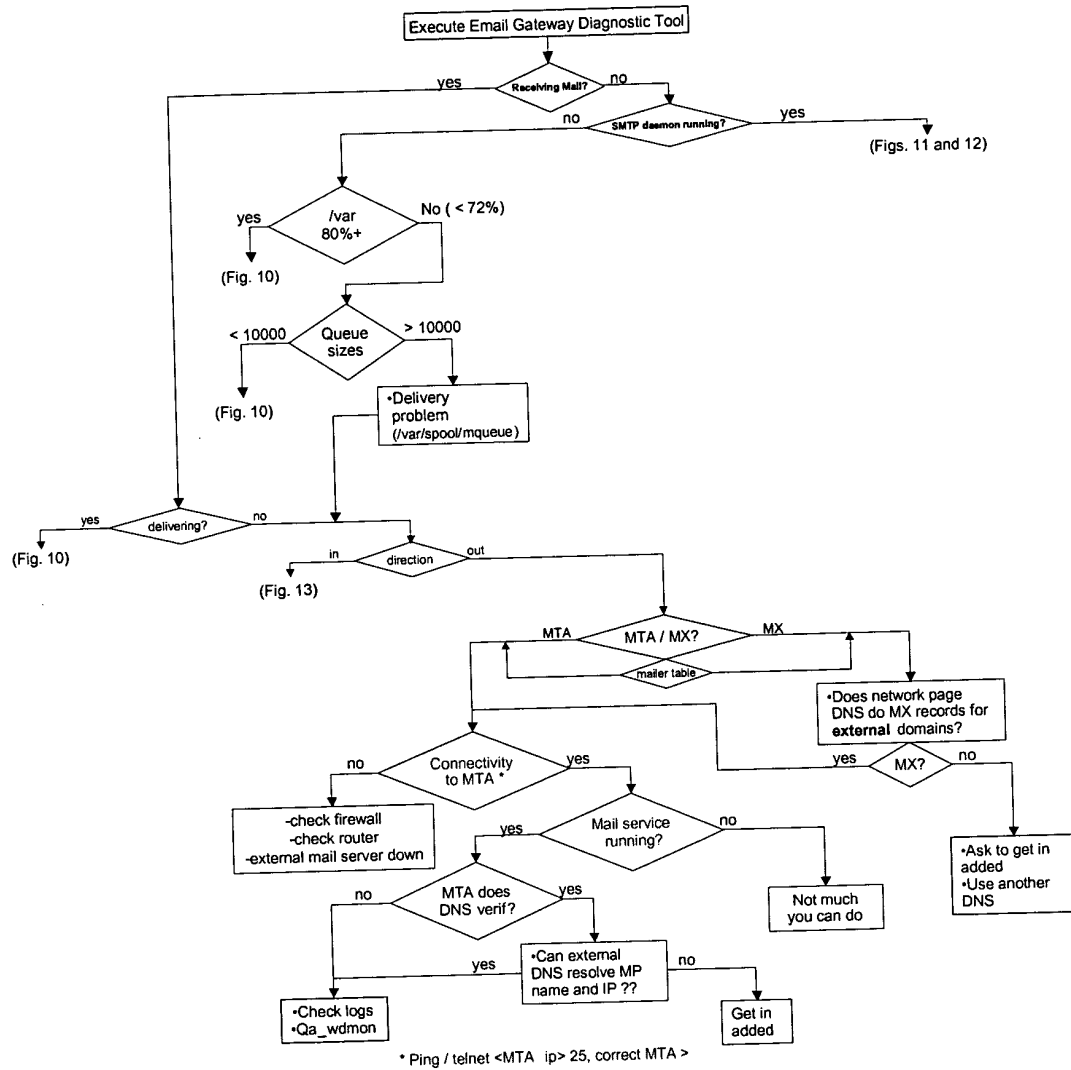 Execute Email Gateway Diagnostic Tool
yes
Receiving Mail?
no
no
SMTP daemon running?
yes
(Figs. 11 and 12)
yes
/var
80%+
No ( < 72%)
(Fig. 10)
< 10000
Queue
sizes
> 10000
(Fig. 10)
•Delivery
problem
(/var/spool/mqueue)
yes
delivering?
no
(Fig. 10)
in
direction
out
(Fig. 13)
MTA
MTA / MX?
MX
mailer table
•Does network page
DNS do MX records for
external domains?
yes
MX?
no
no
Connectivity
to MTA *
yes
-check firewall
-check router
-external mail server down
yes
Mail service
running?
no
•Ask to get in
added
•Use another
DNS
no
MTA does
DNS verif?
yes
Not much
you can do
yes
•Can external
DNS resolve MP
name and IP ??
no
•Check logs
•Qa_wdmon
Get in
added
* Ping / telnet <MTA ip> 25, correct MTA >